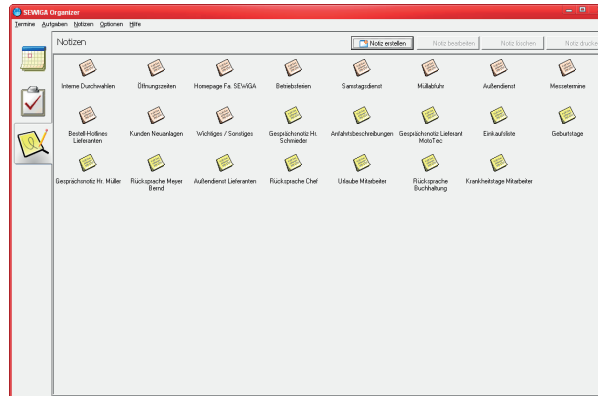 SEWIGA Organizer
Termine Aufgaben Notizen Optionen Hilfe
Notizen
Notiz erstellen
Notiz bearbeiten
Notiz löschen
Notiz drucke
Interne Durchwahlen
Öffnungszeiten
Homepage Fa. SEWIGA
Betriebsferien
Samstagsdienst
Müllabfuhr
Außendienst
Messetermine
Bestell-Hotlines
Lieferanten
Kunden Neuanlagen
Wichtiges / Sonstiges
Gesprächsnotiz Hr.
Schmieder
Anfahrtsbeschreibungen
Gesprächsnotiz Lieferant
MotoTec
Einkaufsliste
Geburtstage
Gesprächsnotiz Hr. Müller
Rücksprache Meyer
Bernd
Außendienst Lieferanten
Rücksprache Chef
Urlaube Mitarbeiter
Rücksprache
Buchhaltung
Krankheitstage Mitarbeiter